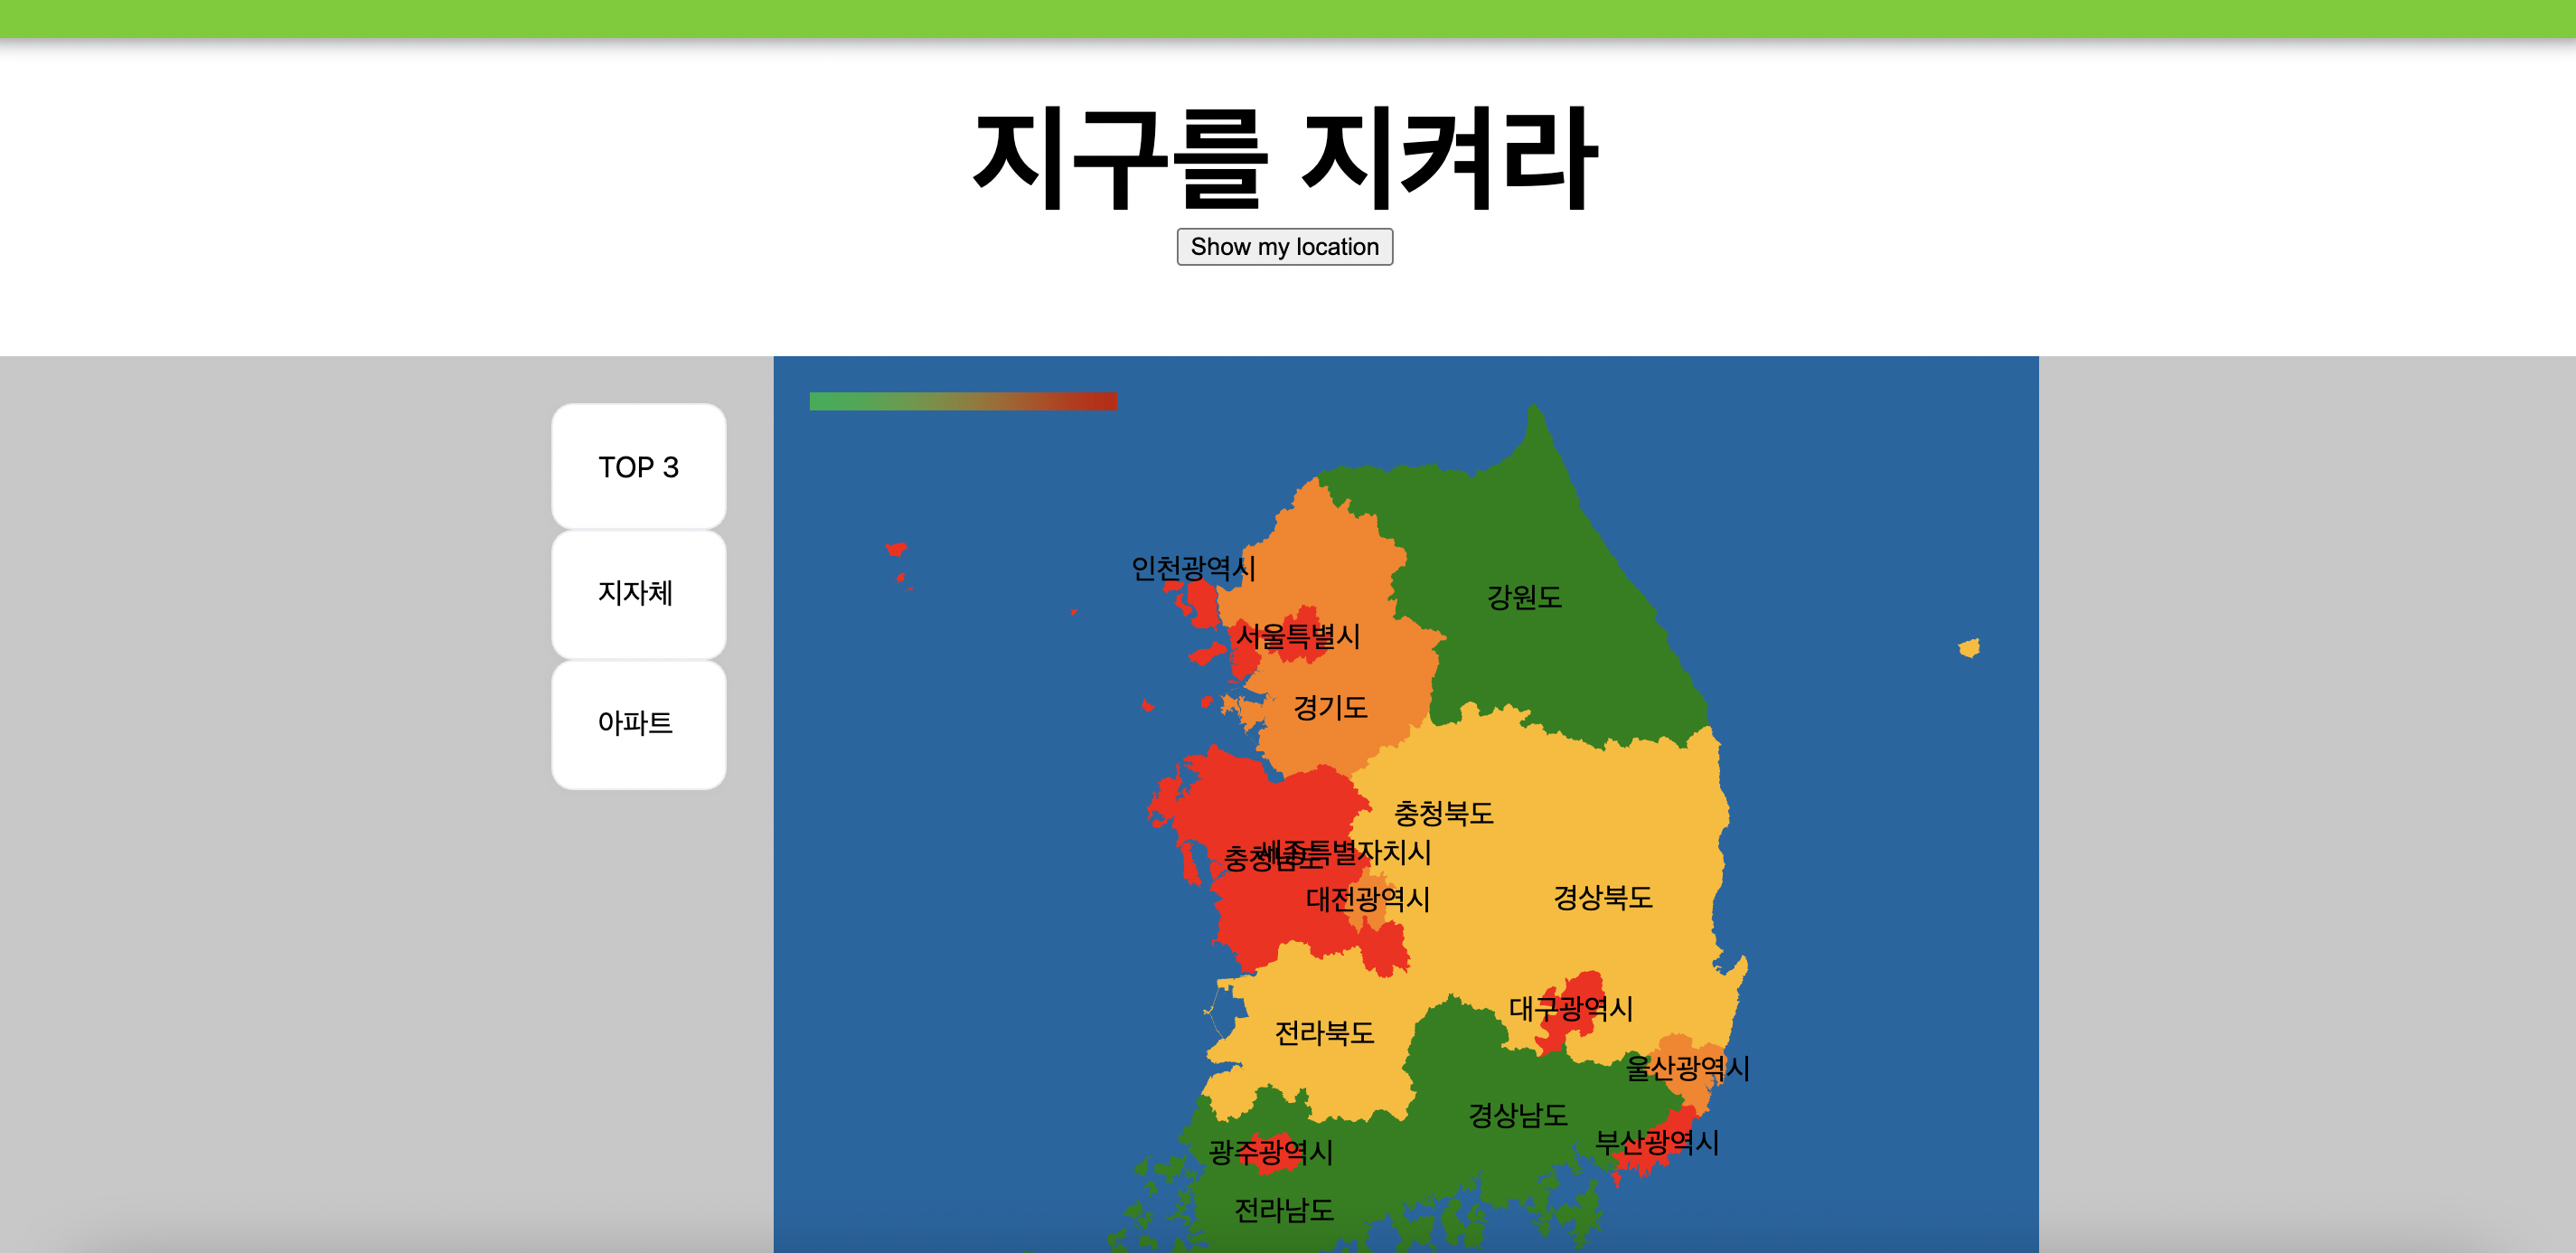 지구를 지켜라
Show my location
TOP 3
지자체
아파트
인천광역시
강원도
서울특별시
경기도
충청북도
세종특별자치시
충청남도
대전광역시
경상북도
대구광역시
전라북도
울산광역시
경상남도
부산광역시
광주광역시
전라남도